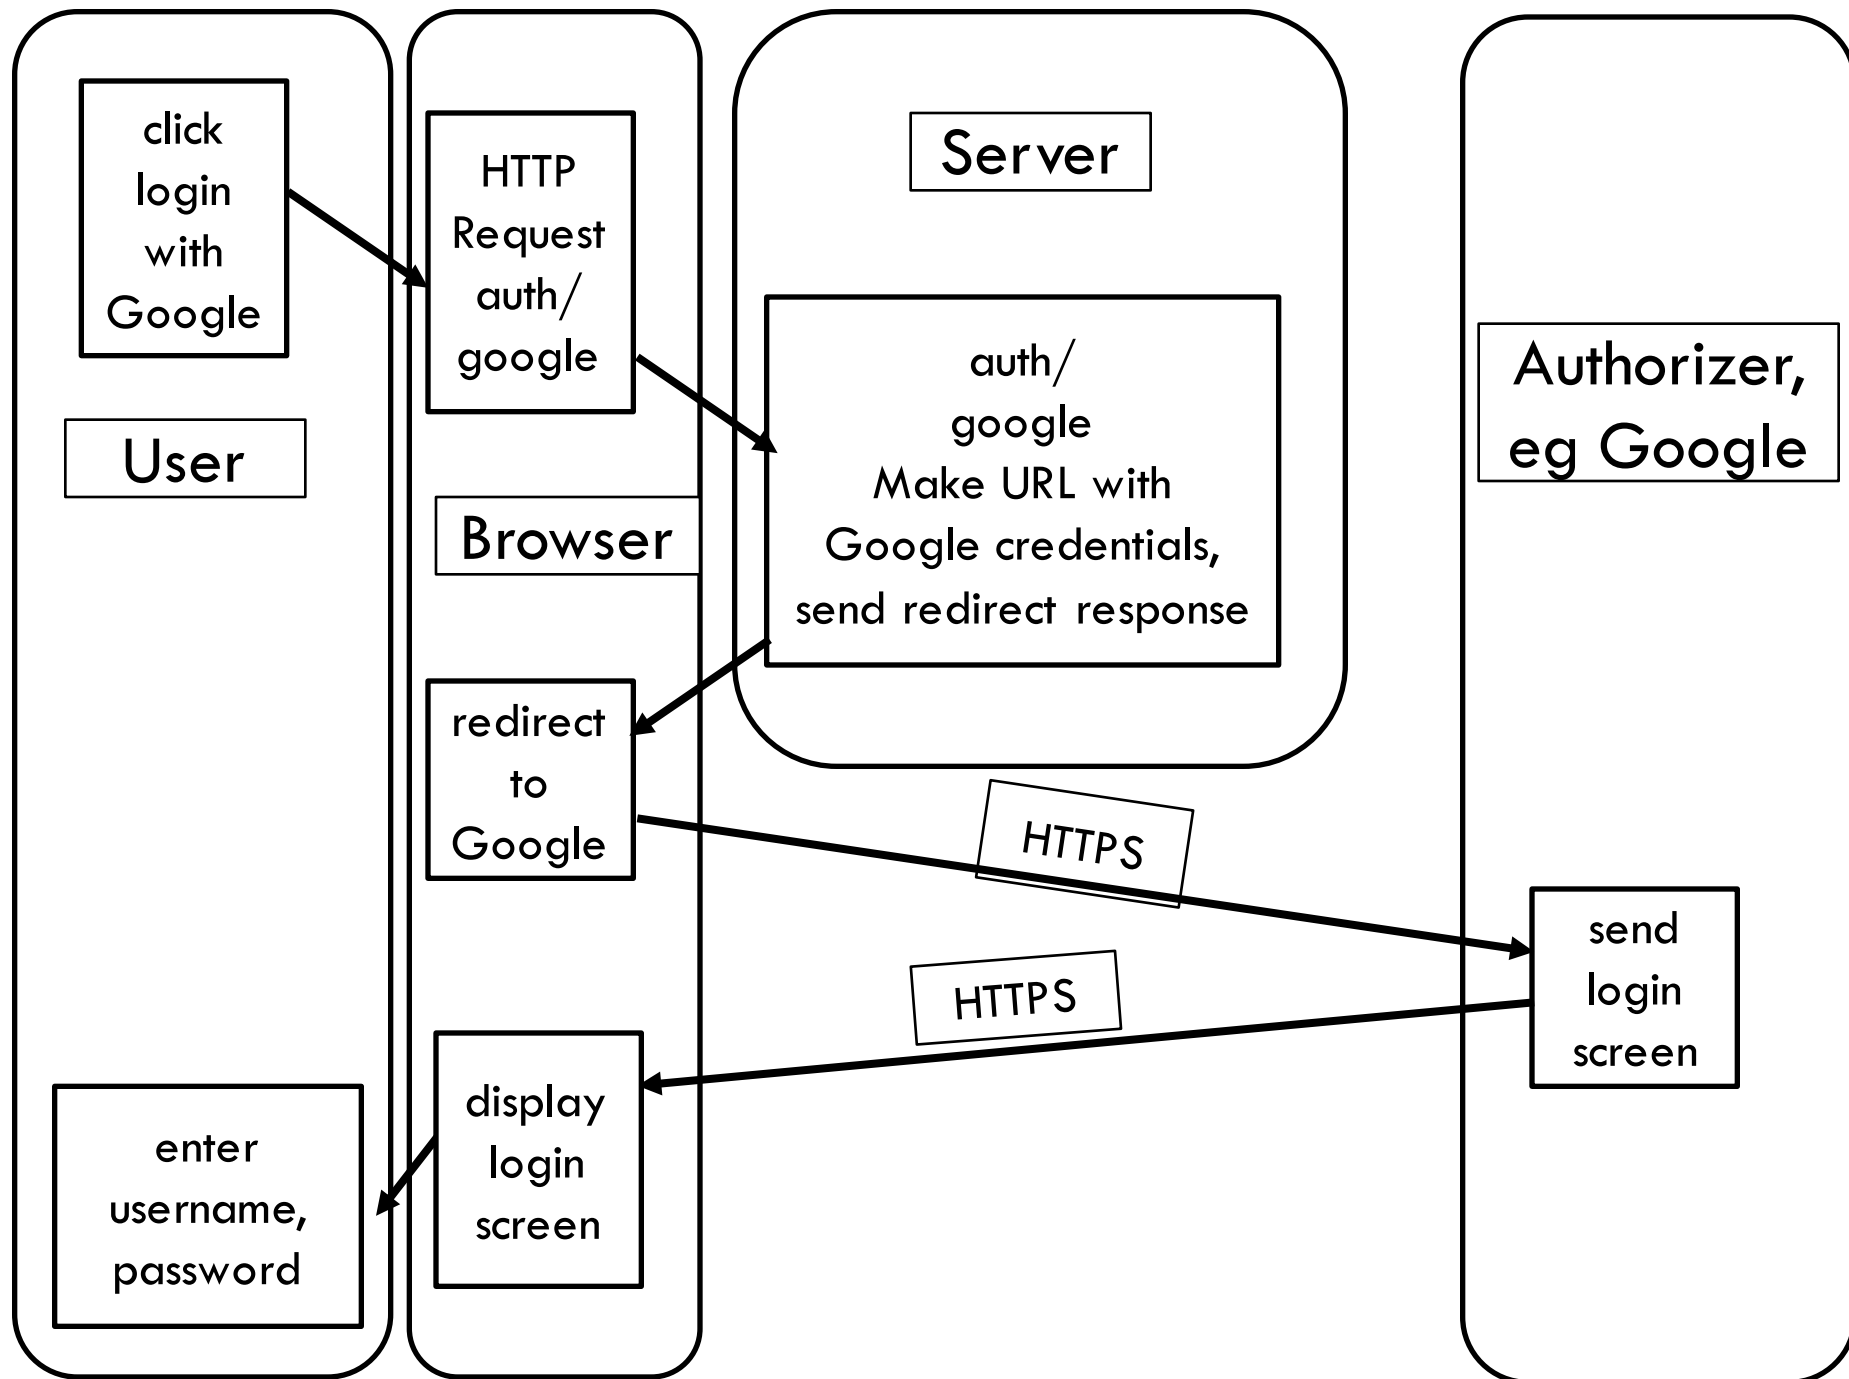 click
login
with
Google
User
enter
username,
password
HTTP
Request
auth/
google
Browser
redirect
to
Google
display
login
screen
Server
auth/
google
Make URL with
Google credentials,
send redirect response
HTTPS
HTTPS
Authorizer,
eg Google
send
login
screen